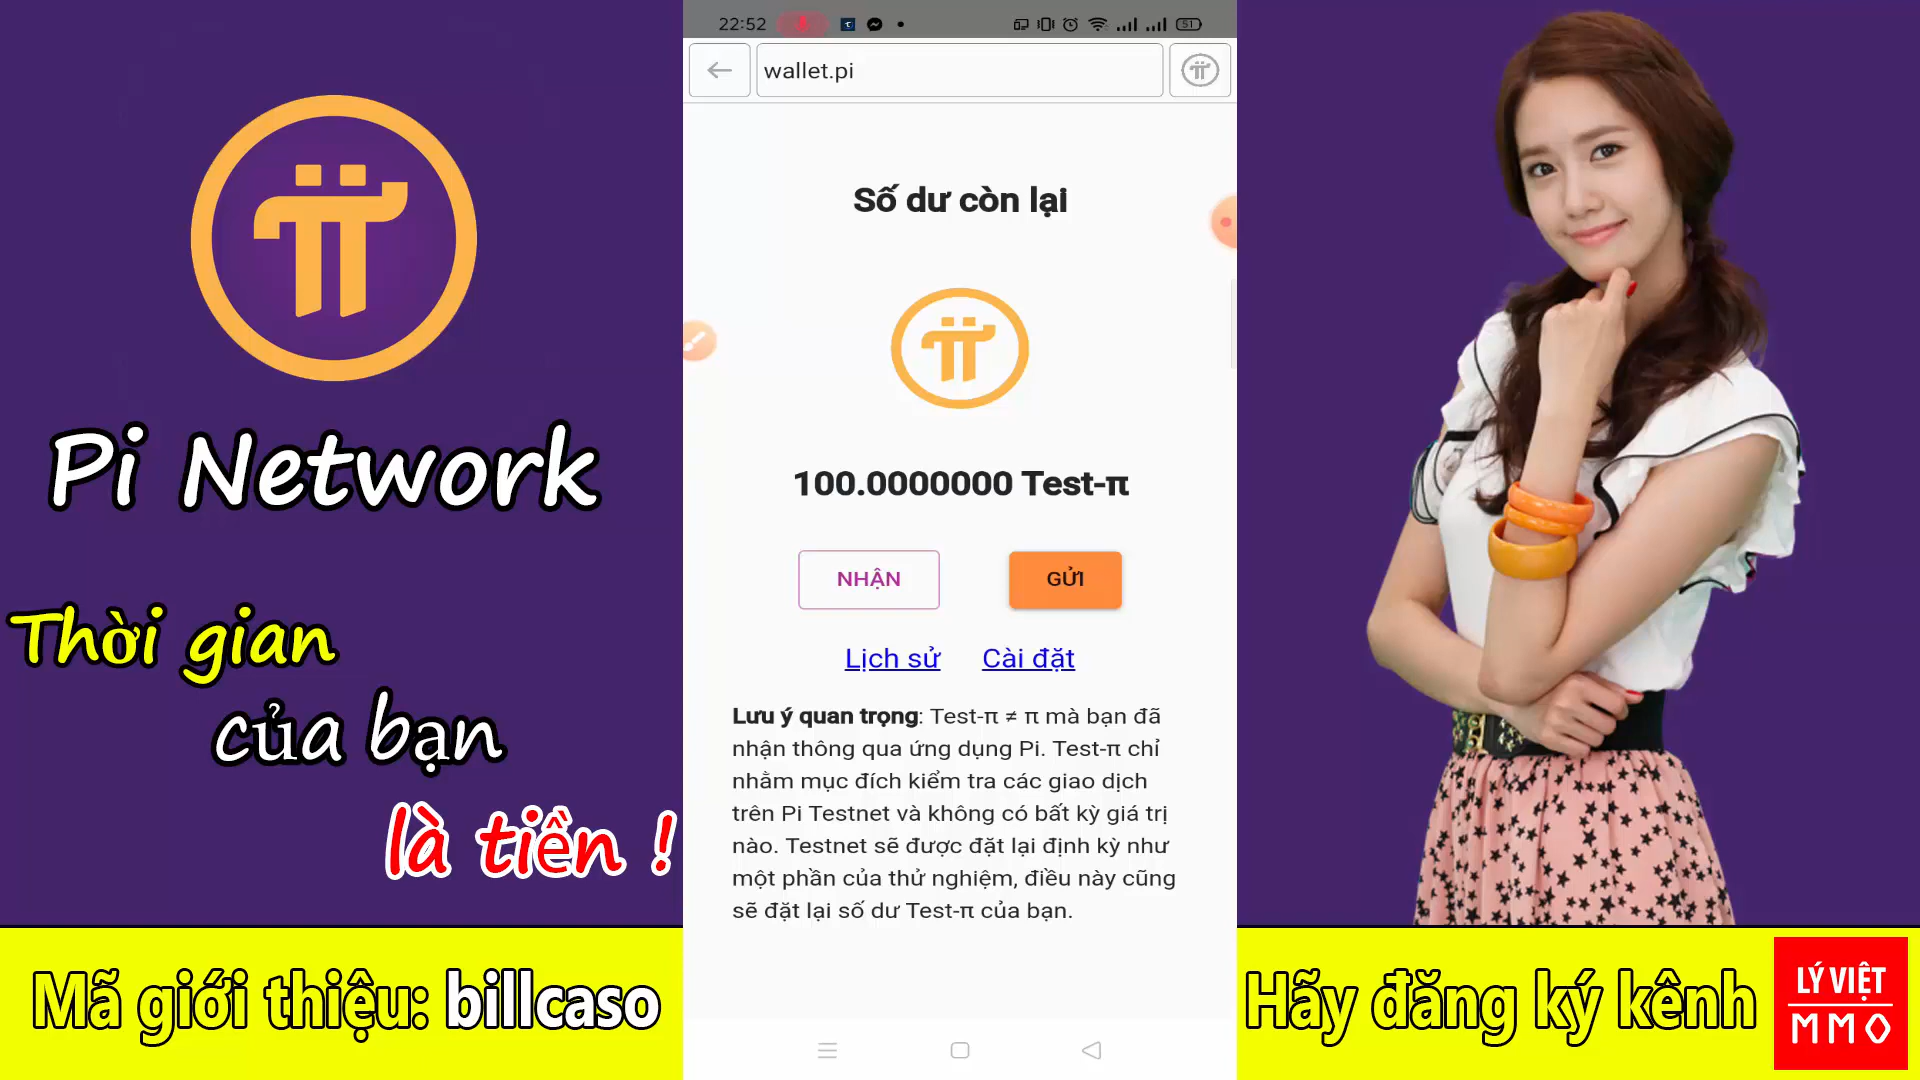 22:52
51
wallet.pi
Số dư còn lại
100.0000000 Test-π
NHẬN
GỬI
Lịch sử
Cài đặt
Lưu ý quan trọng: Test-π ≠ π mà bạn đã
nhận thông qua ứng dụng Pi. Test-π chỉ
nhằm mục đích kiểm tra các giao dịch
trên Pi Testnet và không có bất kỳ giá trị
nào. Testnet sẽ được đặt lại định kỳ như
một phần của thử nghiệm, điều này cũng
sẽ đặt lại số dư Test-π của bạn.
Pi Network
Thời gian
của bạn
là tiền !
Mã giới thiệu: billcaso
Hãy đăng ký kênh
LÝ VIỆT
MMO